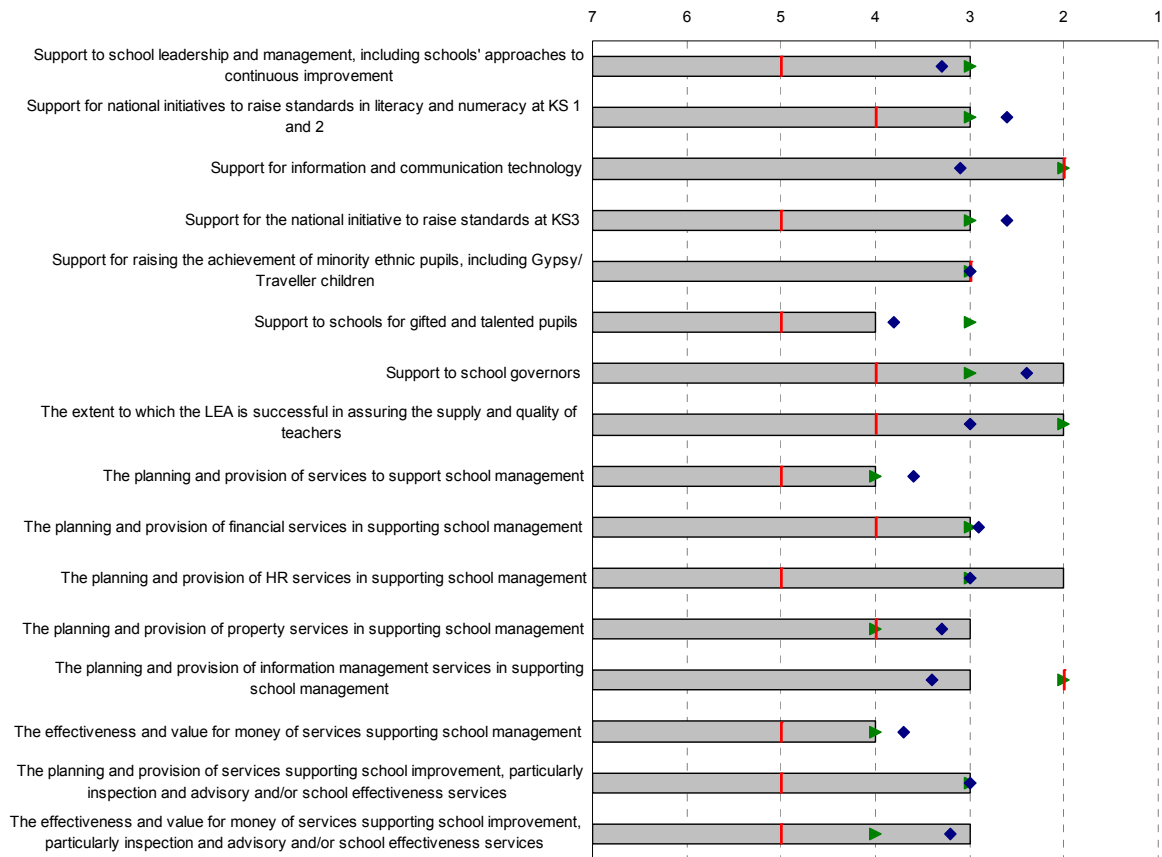 7 6 5 4 3 2 1
Support to school leadership and management, including schools' approaches to
continuous improvement
Support for national initiatives to raise standards in literacy and numeracy at KS 1
and 2
Support for information and communication technology
Support for the national initiative to raise standards at KS3
Support for raising the achievement of minority ethnic pupils, including Gypsy/
Traveller children
Support to schools for gifted and talented pupils
Support to school governors
The extent to which the LEA is successful in assuring the supply and quality of
teachers
The planning and provision of services to support school management
The planning and provision of financial services in supporting school management
The planning and provision of HR services in supporting school management
The planning and provision of property services in supporting school management
The planning and provision of information management services in supporting
school management
The effectiveness and value for money of services supporting school management
The planning and provision of services supporting school improvement, particularly
inspection and advisory and/or school effectiveness services
The effectiveness and value for money of services supporting school improvement,
particularly inspection and advisory and/or school effectiveness services